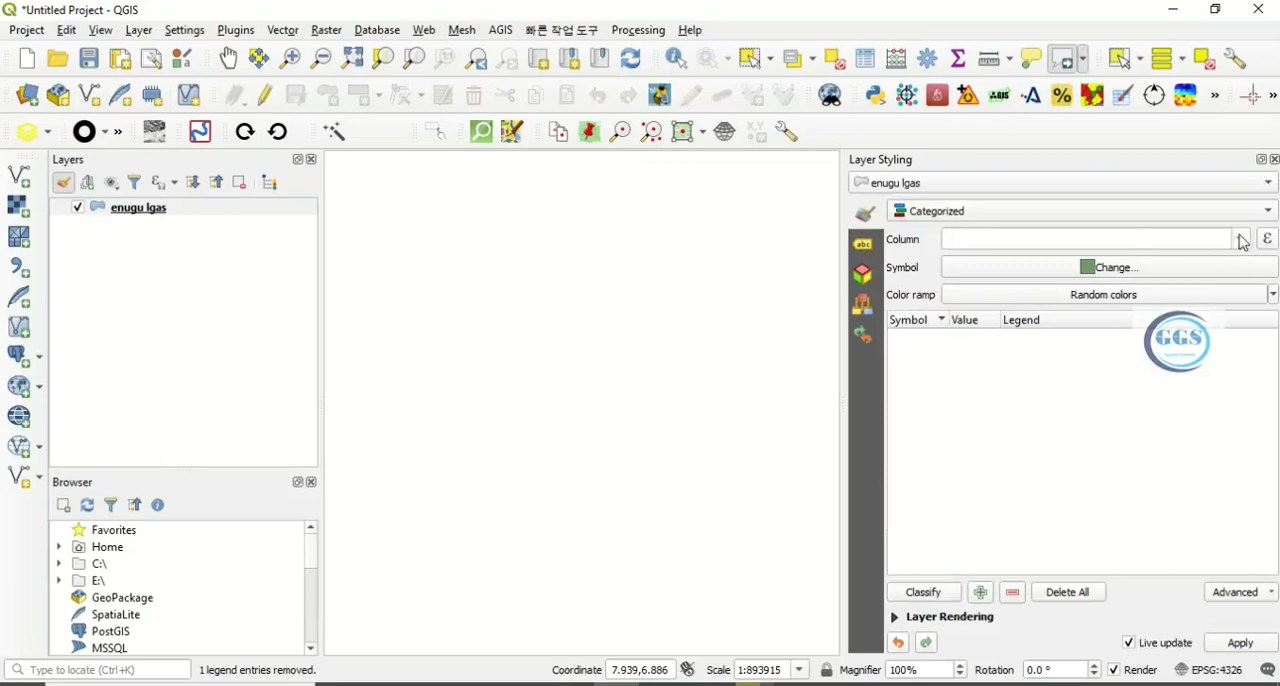 *Untitled Project - QGIS
Project Edit View Layer Settings Plugins Vector Raster Database Web Mesh AGIS 빠른 작업 도구 Processing Help
Layers
enugu lgas
Browser
Favorites
Home
C:\
E:\
GeoPackage
SpatiaLite
PostGIS
MSSQL
Layer Styling
enugu lgas
Categorized
Column
Symbol Change...
Color ramp Random colors
Symbol Value Legend
GGS
Classify Delete All Advanced
Layer Rendering
Live update Apply
Type to locate (Ctrl+K) 1 legend entries removed. Coordinate 7.939,6.886 Scale 1:893915 Magnifier 100% Rotation 0.0 ° Render EPSG:4326